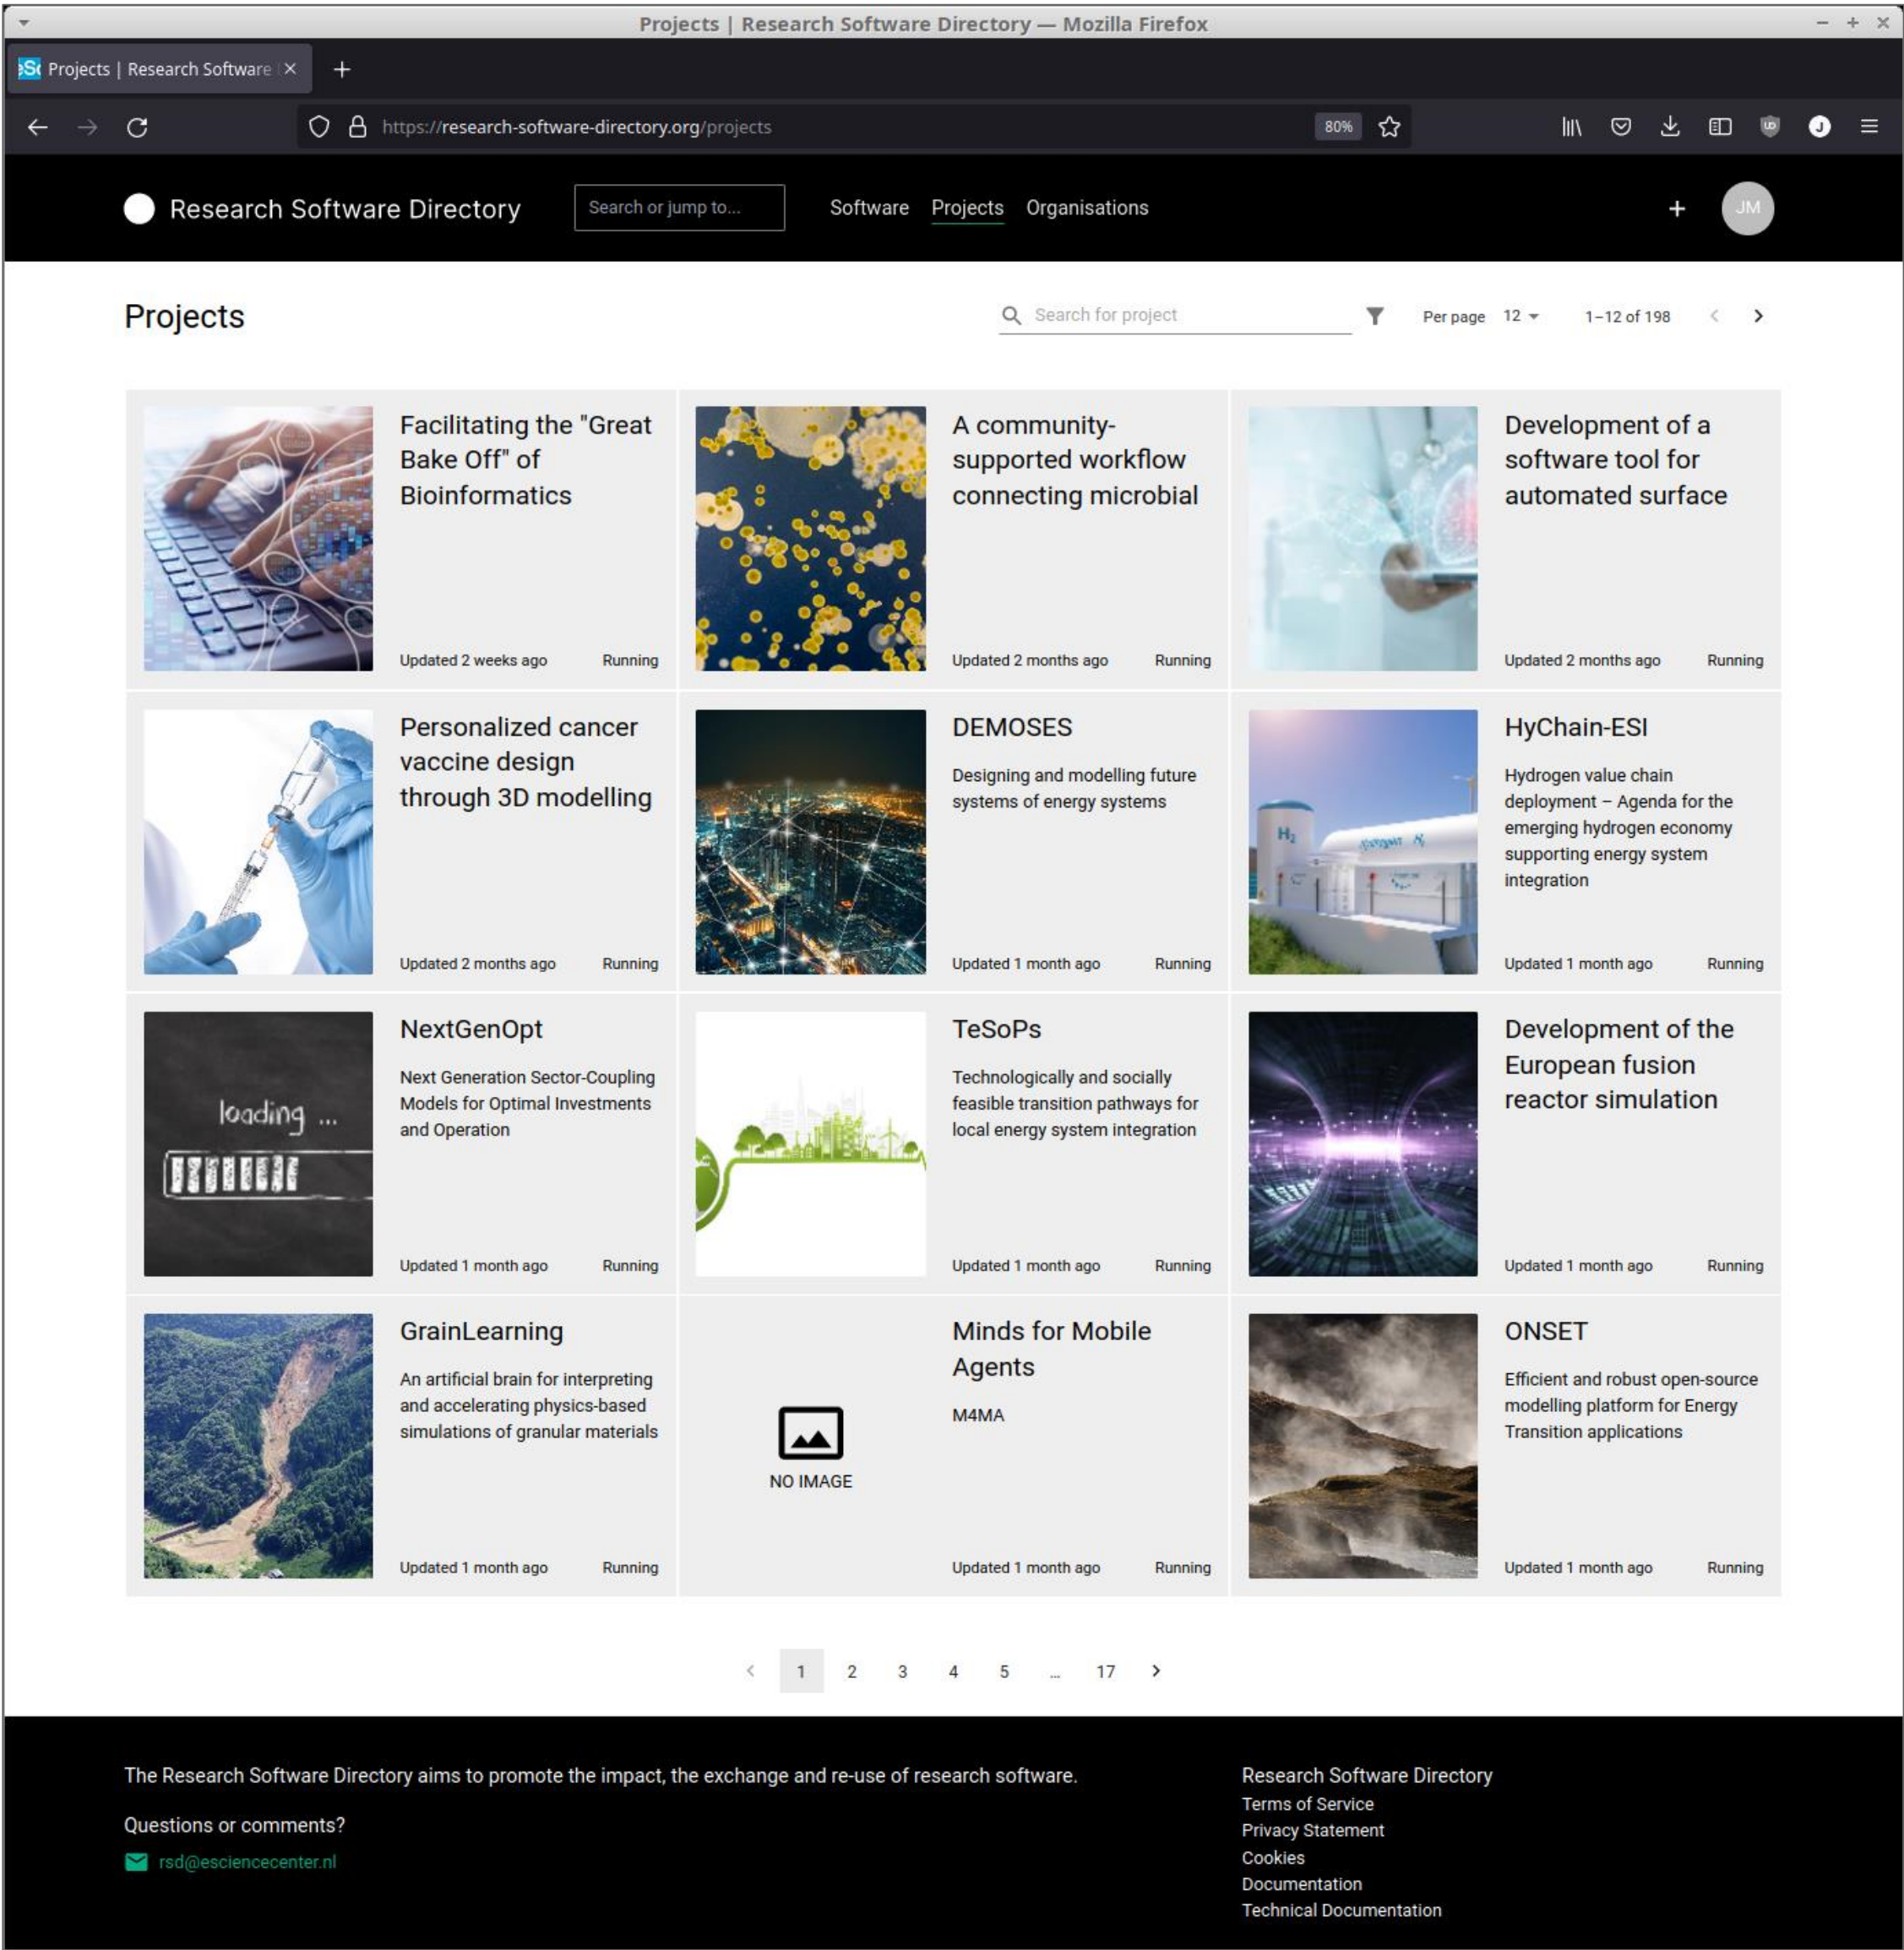 Projects | Research Software Directory — Mozilla Firefox
Projects | Research Software
https://research-software-directory.org/projects
80%
Research Software Directory
Search or jump to...
Software Projects Organisations
JM
Projects
Search for project
Per page 12
1–12 of 198
Facilitating the "Great
Bake Off" of
Bioinformatics
Updated 2 weeks ago Running
A community-
supported workflow
connecting microbial
Updated 2 months ago Running
Development of a
software tool for
automated surface
Updated 2 months ago Running
Personalized cancer
vaccine design
through 3D modelling
Updated 2 months ago Running
DEMOSES
Designing and modelling future
systems of energy systems
Updated 1 month ago Running
H2
HyChain-ESI
Hydrogen value chain
deployment – Agenda for the
emerging hydrogen economy
supporting energy system
integration
Updated 1 month ago Running
loading ...
NextGenOpt
Next Generation Sector-Coupling
Models for Optimal Investments
and Operation
Updated 1 month ago Running
TeSoPs
Technologically and socially
feasible transition pathways for
local energy system integration
Updated 1 month ago Running
Development of the
European fusion
reactor simulation
Updated 1 month ago Running
GrainLearning
An artificial brain for interpreting
and accelerating physics-based
simulations of granular materials
Updated 1 month ago Running
NO IMAGE
Minds for Mobile
Agents
M4MA
Updated 1 month ago Running
ONSET
Efficient and robust open-source
modelling platform for Energy
Transition applications
Updated 1 month ago Running
1 2 3 4 5 ... 17
The Research Software Directory aims to promote the impact, the exchange and re-use of research software.
Questions or comments?
rsd@esciencecenter.nl
Research Software Directory
Terms of Service
Privacy Statement
Cookies
Documentation
Technical Documentation